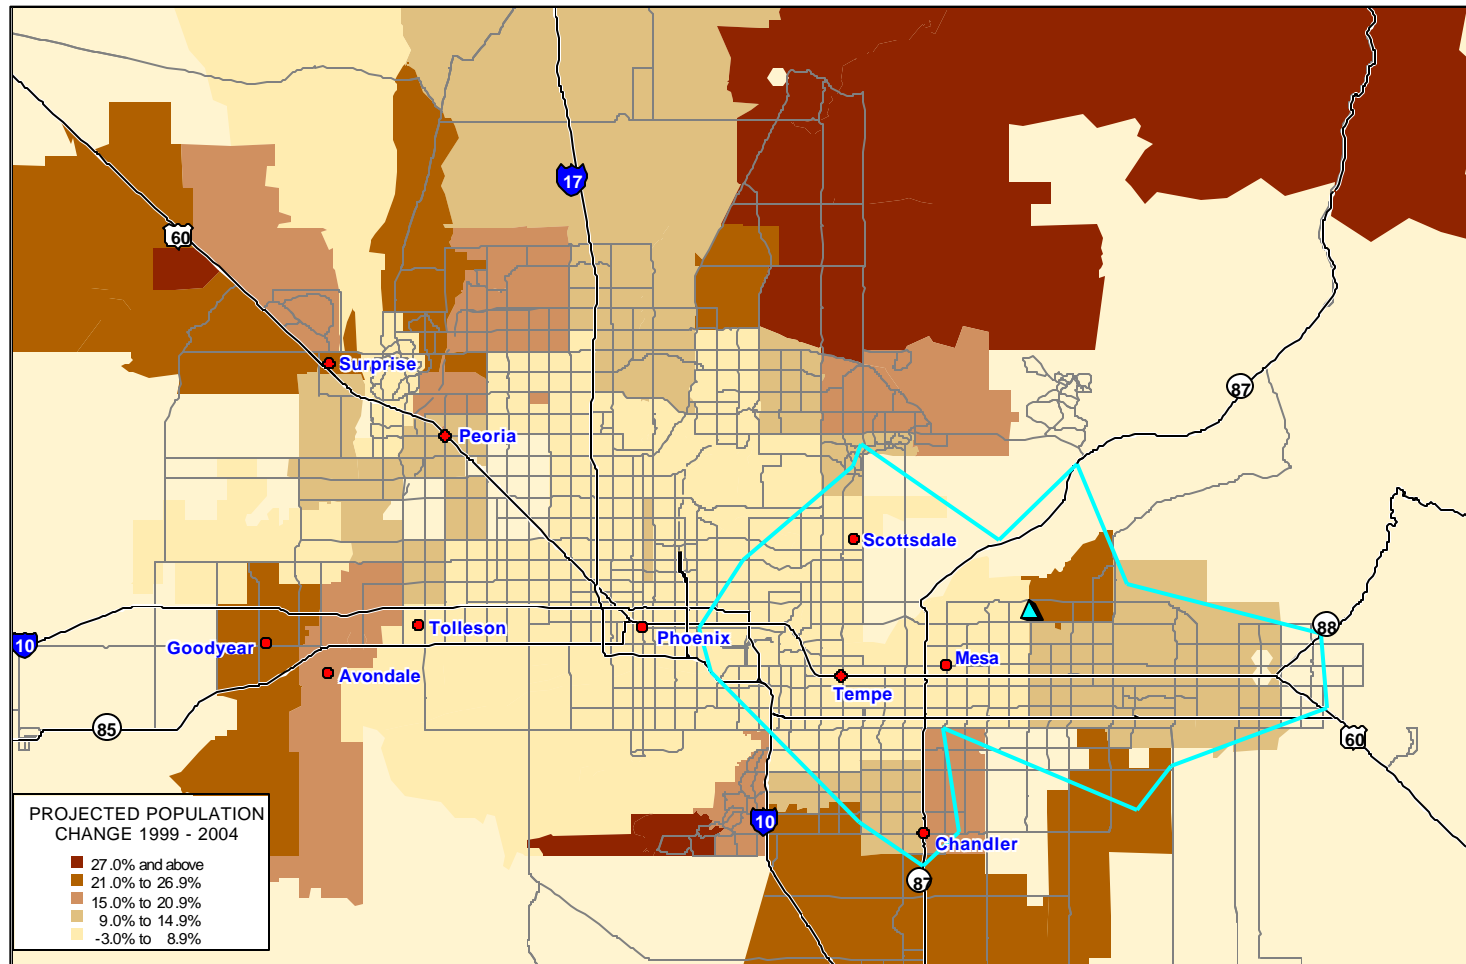 17
60
Surprise
87
Peoria
Scottsdale
88
Tolleson
Phoenix
10
Goodyear
Mesa
Avondale
Tempe
85
60
PROJECTED POPULATION
CHANGE 1999 - 2004
27.0% and above
21.0% to 26.9%
15.0% to 20.9%
9.0% to 14.9%
-3.0% to 8.9%
10
Chandler
87